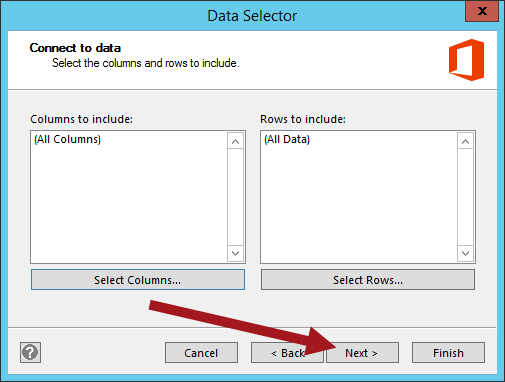 Data Selector
x
Connect to data
Select the columns and rows to include.
Columns to include:
(All Columns)
Select Columns...
Rows to include:
(All Data)
Select Rows...
?
Cancel
< Back
Next >
Finish